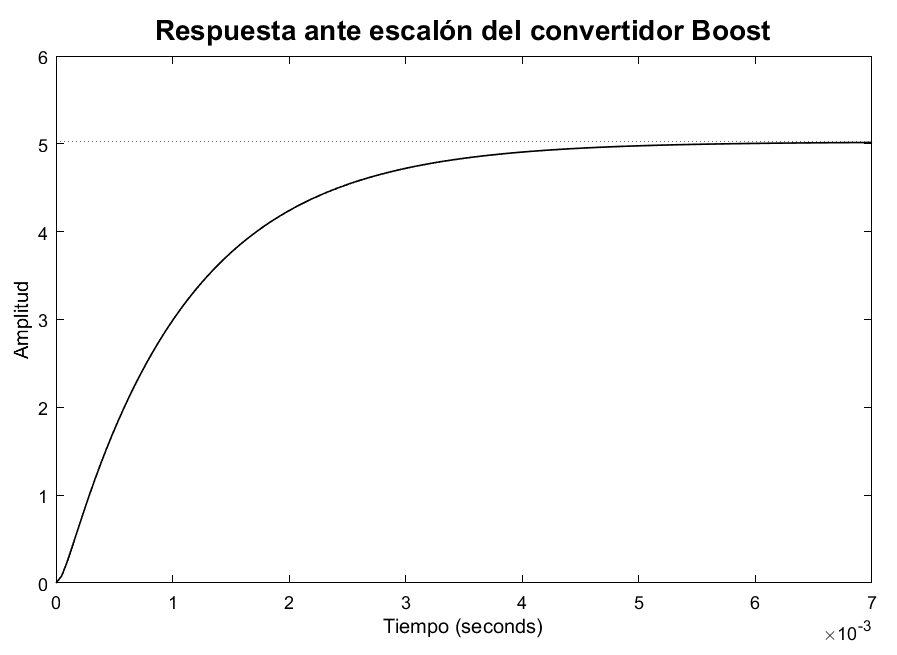 Respuesta ante escalón del convertidor Boost
6
5
4
3
2
1
0
Amplitud
0 1 2 3 4 5 6 7
Tiempo (seconds)
×10-3